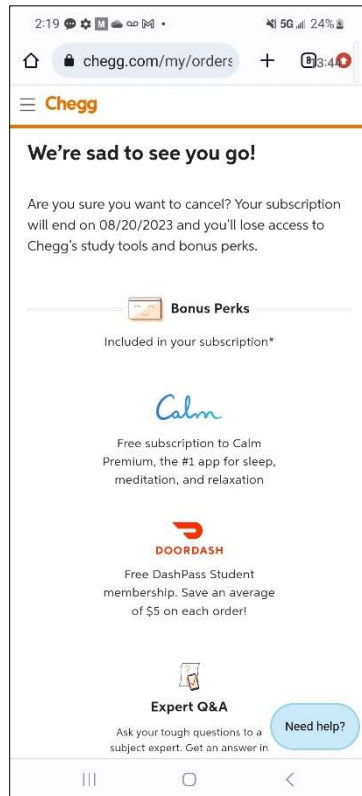 2:19
5G 24%
chegg.com/my/orders
Chegg
We're sad to see you go!
Are you sure you want to cancel? Your subscription
will end on 08/20/2023 and you'll lose access to
Chegg's study tools and bonus perks.
Bonus Perks
Included in your subscription*
Calm
Free subscription to Calm
Premium, the #1 app for sleep,
meditation, and relaxation
DOORDASH
Free DashPass Student
membership. Save an average
of $5 on each order!
Expert Q&A
Ask your tough questions to a
subject expert. Get an answer in
Need help?